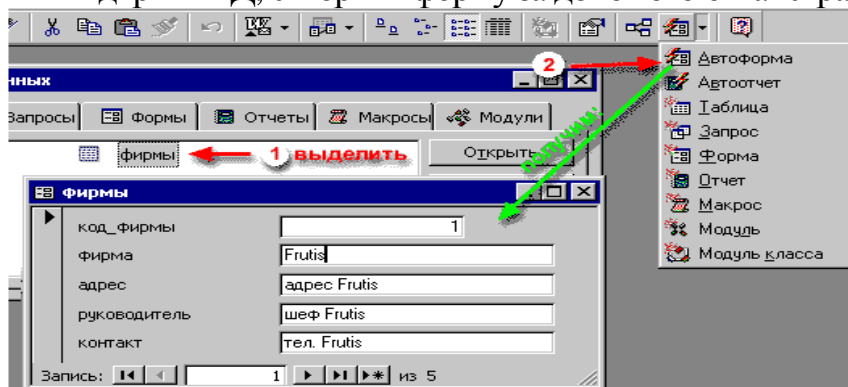 2
Автоформа
Автоотчет
Таблица
Запрос
Форма
Отчет
Макрос
Модуль
Модуль класса
нных
Запросы Формы Отчеты Макросы Модули
фирмы 1 выделить Открыть
получим:
Фирмы
код_фирмы 1
фирма Frutis
адрес адрес Frutis
руководитель шеф Frutis
контакт тел. Frutis
Запись: 1 из 5